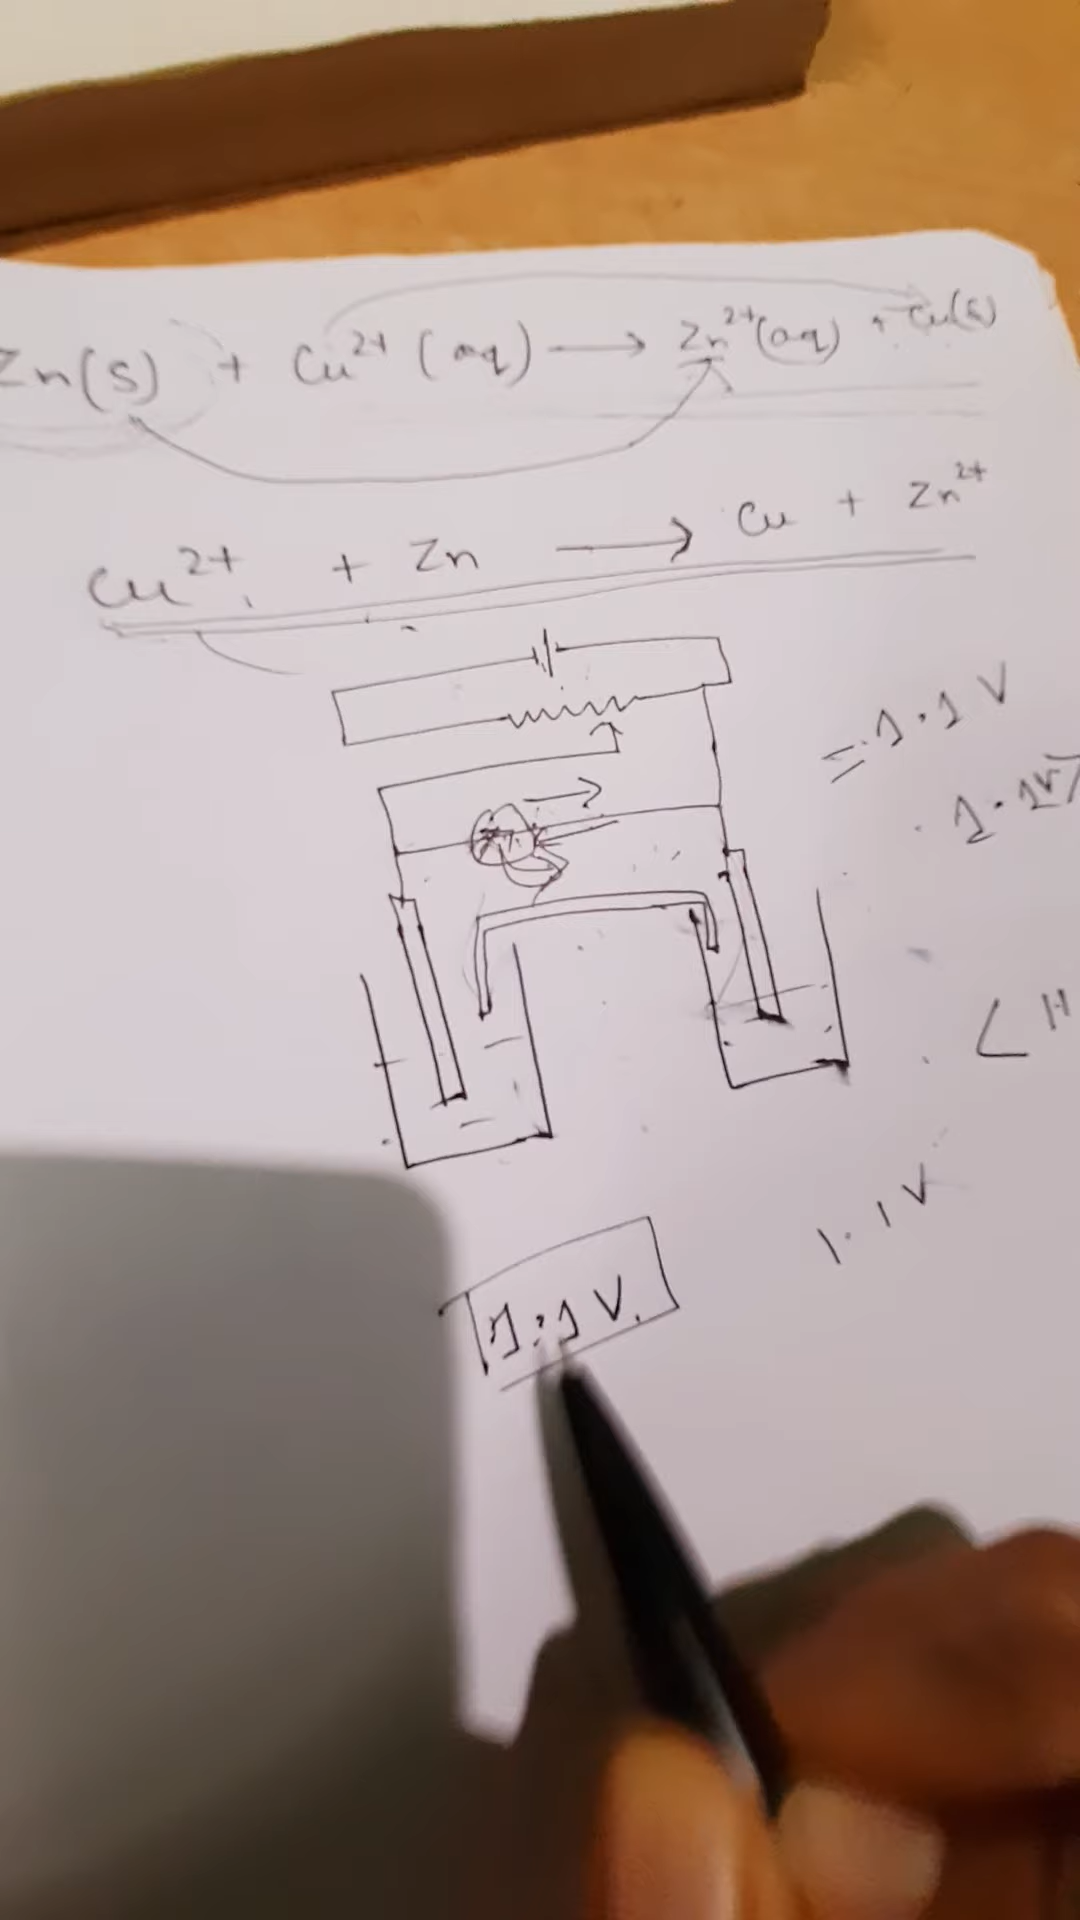 Zn(s) + Cu²⁺ (aq) ⟶ Zn²⁺(aq) + Cu(s)
Cu²⁺ + Zn ⟶ Cu + Zn²⁺
= 1.1 V
1.1V
<
1.1 V
1.1 V.